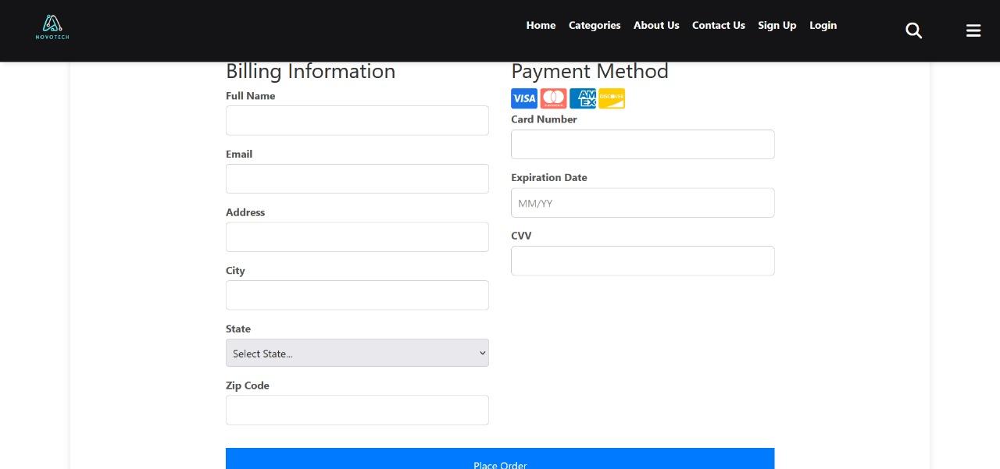 NOVOTECH
Home Categories About Us Contact Us Sign Up Login
Billing Information
Full Name
Email
Address
City
State
Select State...
Zip Code
Payment Method
VISA AM EX DISCOVER
Card Number
Expiration Date
MM/YY
CVV
Place Order